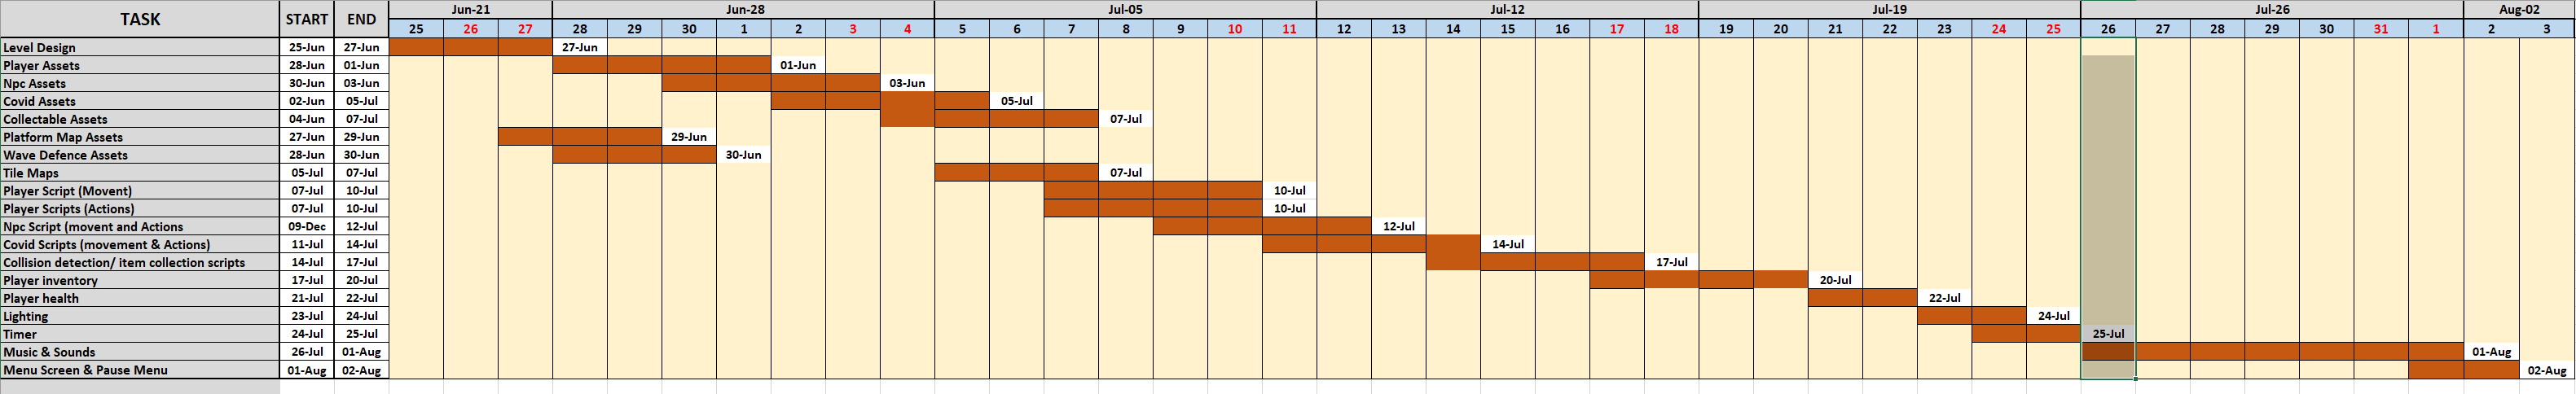 TASK START END Jun-21 Jun-28 Jul-05 Jul-12 Jul-19 Jul-26 Aug-02
25 26 27 28 29 30 1 2 3 4 5 6 7 8 9 10 11 12 13 14 15 16 17 18 19 20 21 22 23 24 25 26 27 28 29 30 31 1 2 3
Level Design 25-Jun 27-Jun 27-Jun
Player Assets 28-Jun 01-Jun 01-Jun
Npc Assets 30-Jun 03-Jun 03-Jun
Covid Assets 02-Jun 05-Jul 05-Jul
Collectable Assets 04-Jun 07-Jul 07-Jul
Platform Map Assets 27-Jun 29-Jun 29-Jun
Wave Defence Assets 28-Jun 30-Jun 30-Jun
Tile Maps 05-Jul 07-Jul 07-Jul
Player Script (Movent) 07-Jul 10-Jul 10-Jul
Player Scripts (Actions) 07-Jul 10-Jul 10-Jul
Npc Script (movent and Actions 09-Dec 12-Jul 12-Jul
Covid Scripts (movement & Actions) 11-Jul 14-Jul 14-Jul
Collision detection/ item collection scripts 14-Jul 17-Jul 17-Jul
Player inventory 17-Jul 20-Jul 20-Jul
Player health 21-Jul 22-Jul 22-Jul
Lighting 23-Jul 24-Jul 24-Jul
Timer 24-Jul 25-Jul 25-Jul
Music & Sounds 26-Jul 01-Aug 01-Aug
Menu Screen & Pause Menu 01-Aug 02-Aug 02-Aug